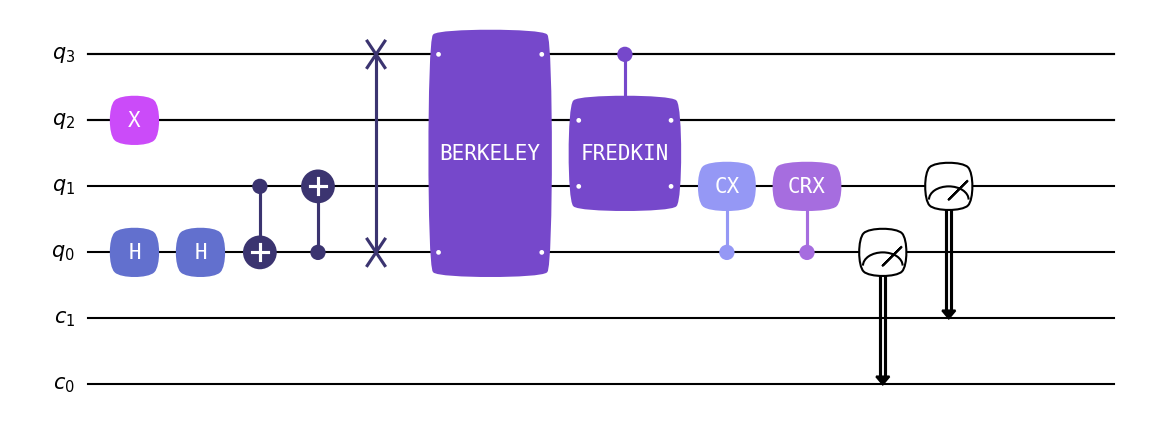 q3
X
q2
BERKELEY
FREDKIN
q1
CX
CRX
H
H
q0
c1
c0